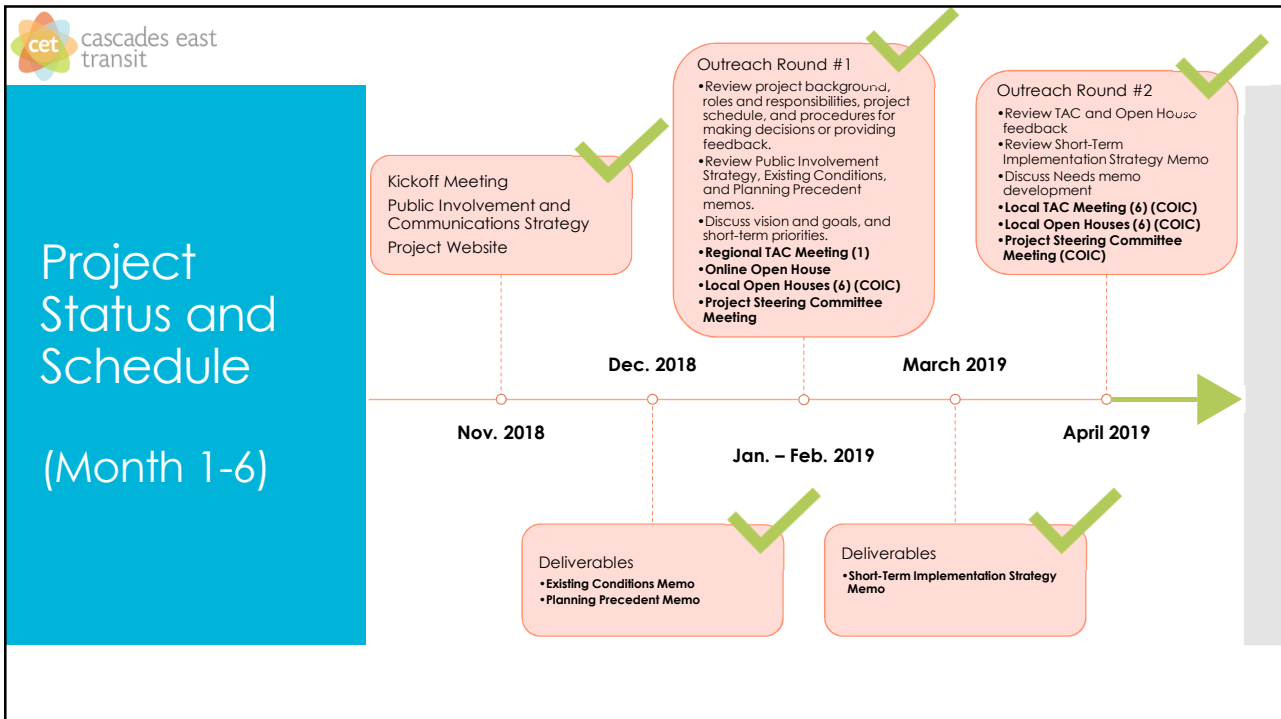 cet
cascades east
transit
Project
Status and
Schedule
(Month 1-6)
Kickoff Meeting
Public Involvement and
Communications Strategy
Project Website
Nov. 2018
Dec. 2018
Deliverables
•Existing Conditions Memo
•Planning Precedent Memo
Outreach Round #1
•Review project background,
roles and responsibilities, project
schedule, and procedures for
making decisions or providing
feedback.
•Review Public Involvement
Strategy, Existing Conditions,
and Planning Precedent
memos.
•Discuss vision and goals, and
short-term priorities.
•Regional TAC Meeting (1)
•Online Open House
•Local Open Houses (6) (COIC)
•Project Steering Committee
Meeting
Jan. – Feb. 2019
March 2019
Deliverables
•Short-Term Implementation Strategy
Memo
Outreach Round #2
•Review TAC and Open House
feedback
•Review Short-Term
Implementation Strategy Memo
•Discuss Needs memo
development
•Local TAC Meeting (6) (COIC)
•Local Open Houses (6) (COIC)
•Project Steering Committee
Meeting (COIC)
April 2019